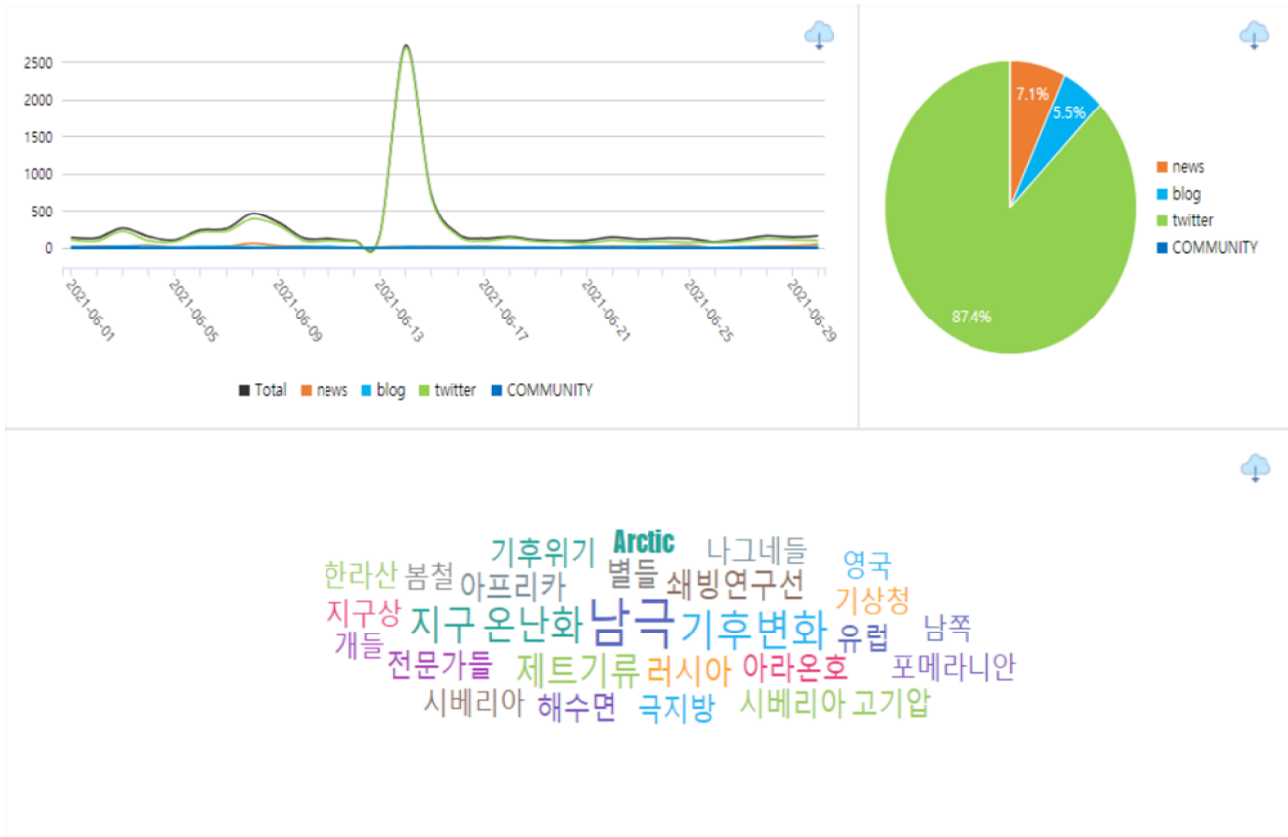 2500
2000
1500
1000
500
0
2021-06-01
2021-06-05
2021-06-09
2021-06-13
2021-06-17
2021-06-21
2021-06-25
2021-06-29
Total news blog twitter COMMUNITY
7.1%
5.5%
87.4%
news
blog
twitter
COMMUNITY
기후위기 Arctic 나그네들 영국
한라산 봄철 아프리카 별들 쇄빙연구선 기상청
지구상 지구 온난화 남극 기후변화 유럽 남쪽
개들 전문가들 제트기류 러시아 아라온호 포메라니안
시베리아 해수면 극지방 시베리아 고기압